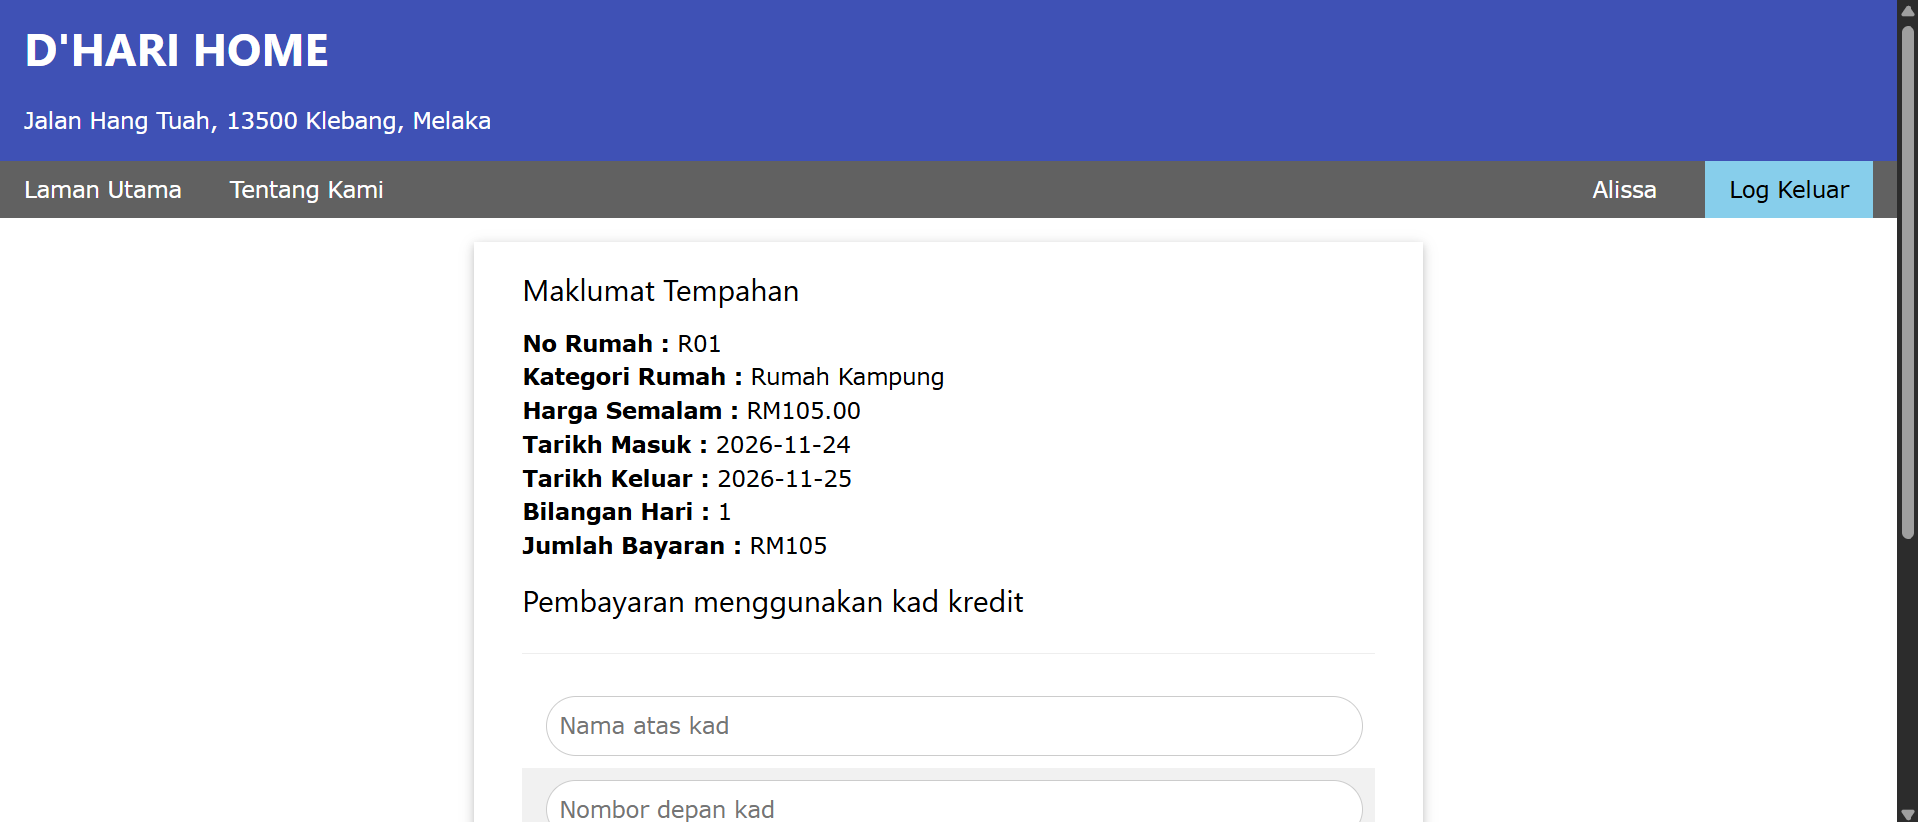 D'HARI HOME
Jalan Hang Tuah, 13500 Klebang, Melaka
Laman Utama Tentang Kami Alissa Log Keluar
Maklumat Tempahan
No Rumah : R01
Kategori Rumah : Rumah Kampung
Harga Semalam : RM105.00
Tarikh Masuk : 2026-11-24
Tarikh Keluar : 2026-11-25
Bilangan Hari : 1
Jumlah Bayaran : RM105
Pembayaran menggunakan kad kredit
Nama atas kad
Nombor depan kad